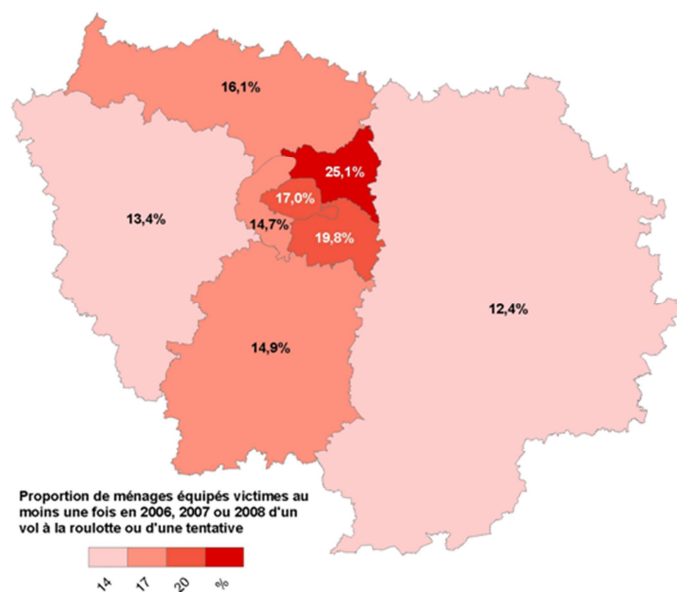 16,1%
25,1%
17,0%
13,4%
14,7%
19,8%
12,4%
14,9%
Proportion de ménages équipés victimes au
moins une fois en 2006, 2007 ou 2008 d'un
vol à la roulotte ou d'une tentative
14 17 20 %